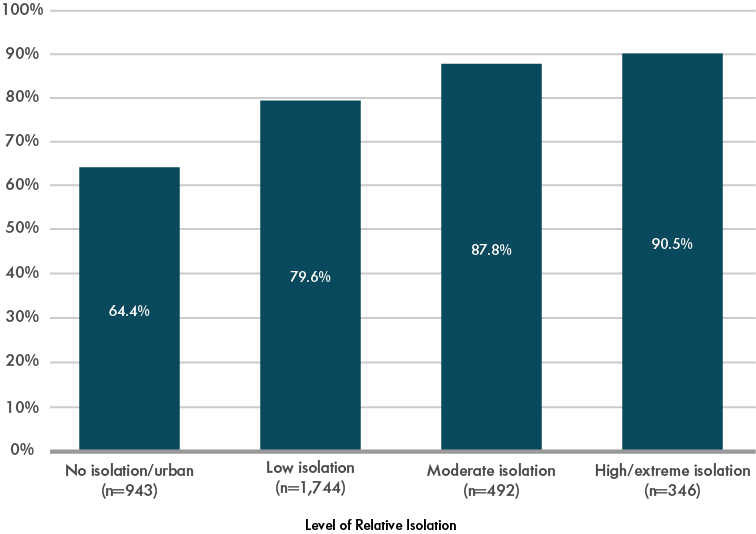 100%
90%
80%
70%
60%
50%
40%
30%
20%
10%
0%
64.4%
79.6%
87.8%
90.5%
No isolation/urban
(n=943)
Low isolation
(n=1,744)
Moderate isolation
(n=492)
High/extreme isolation
(n=346)
Level of Relative Isolation